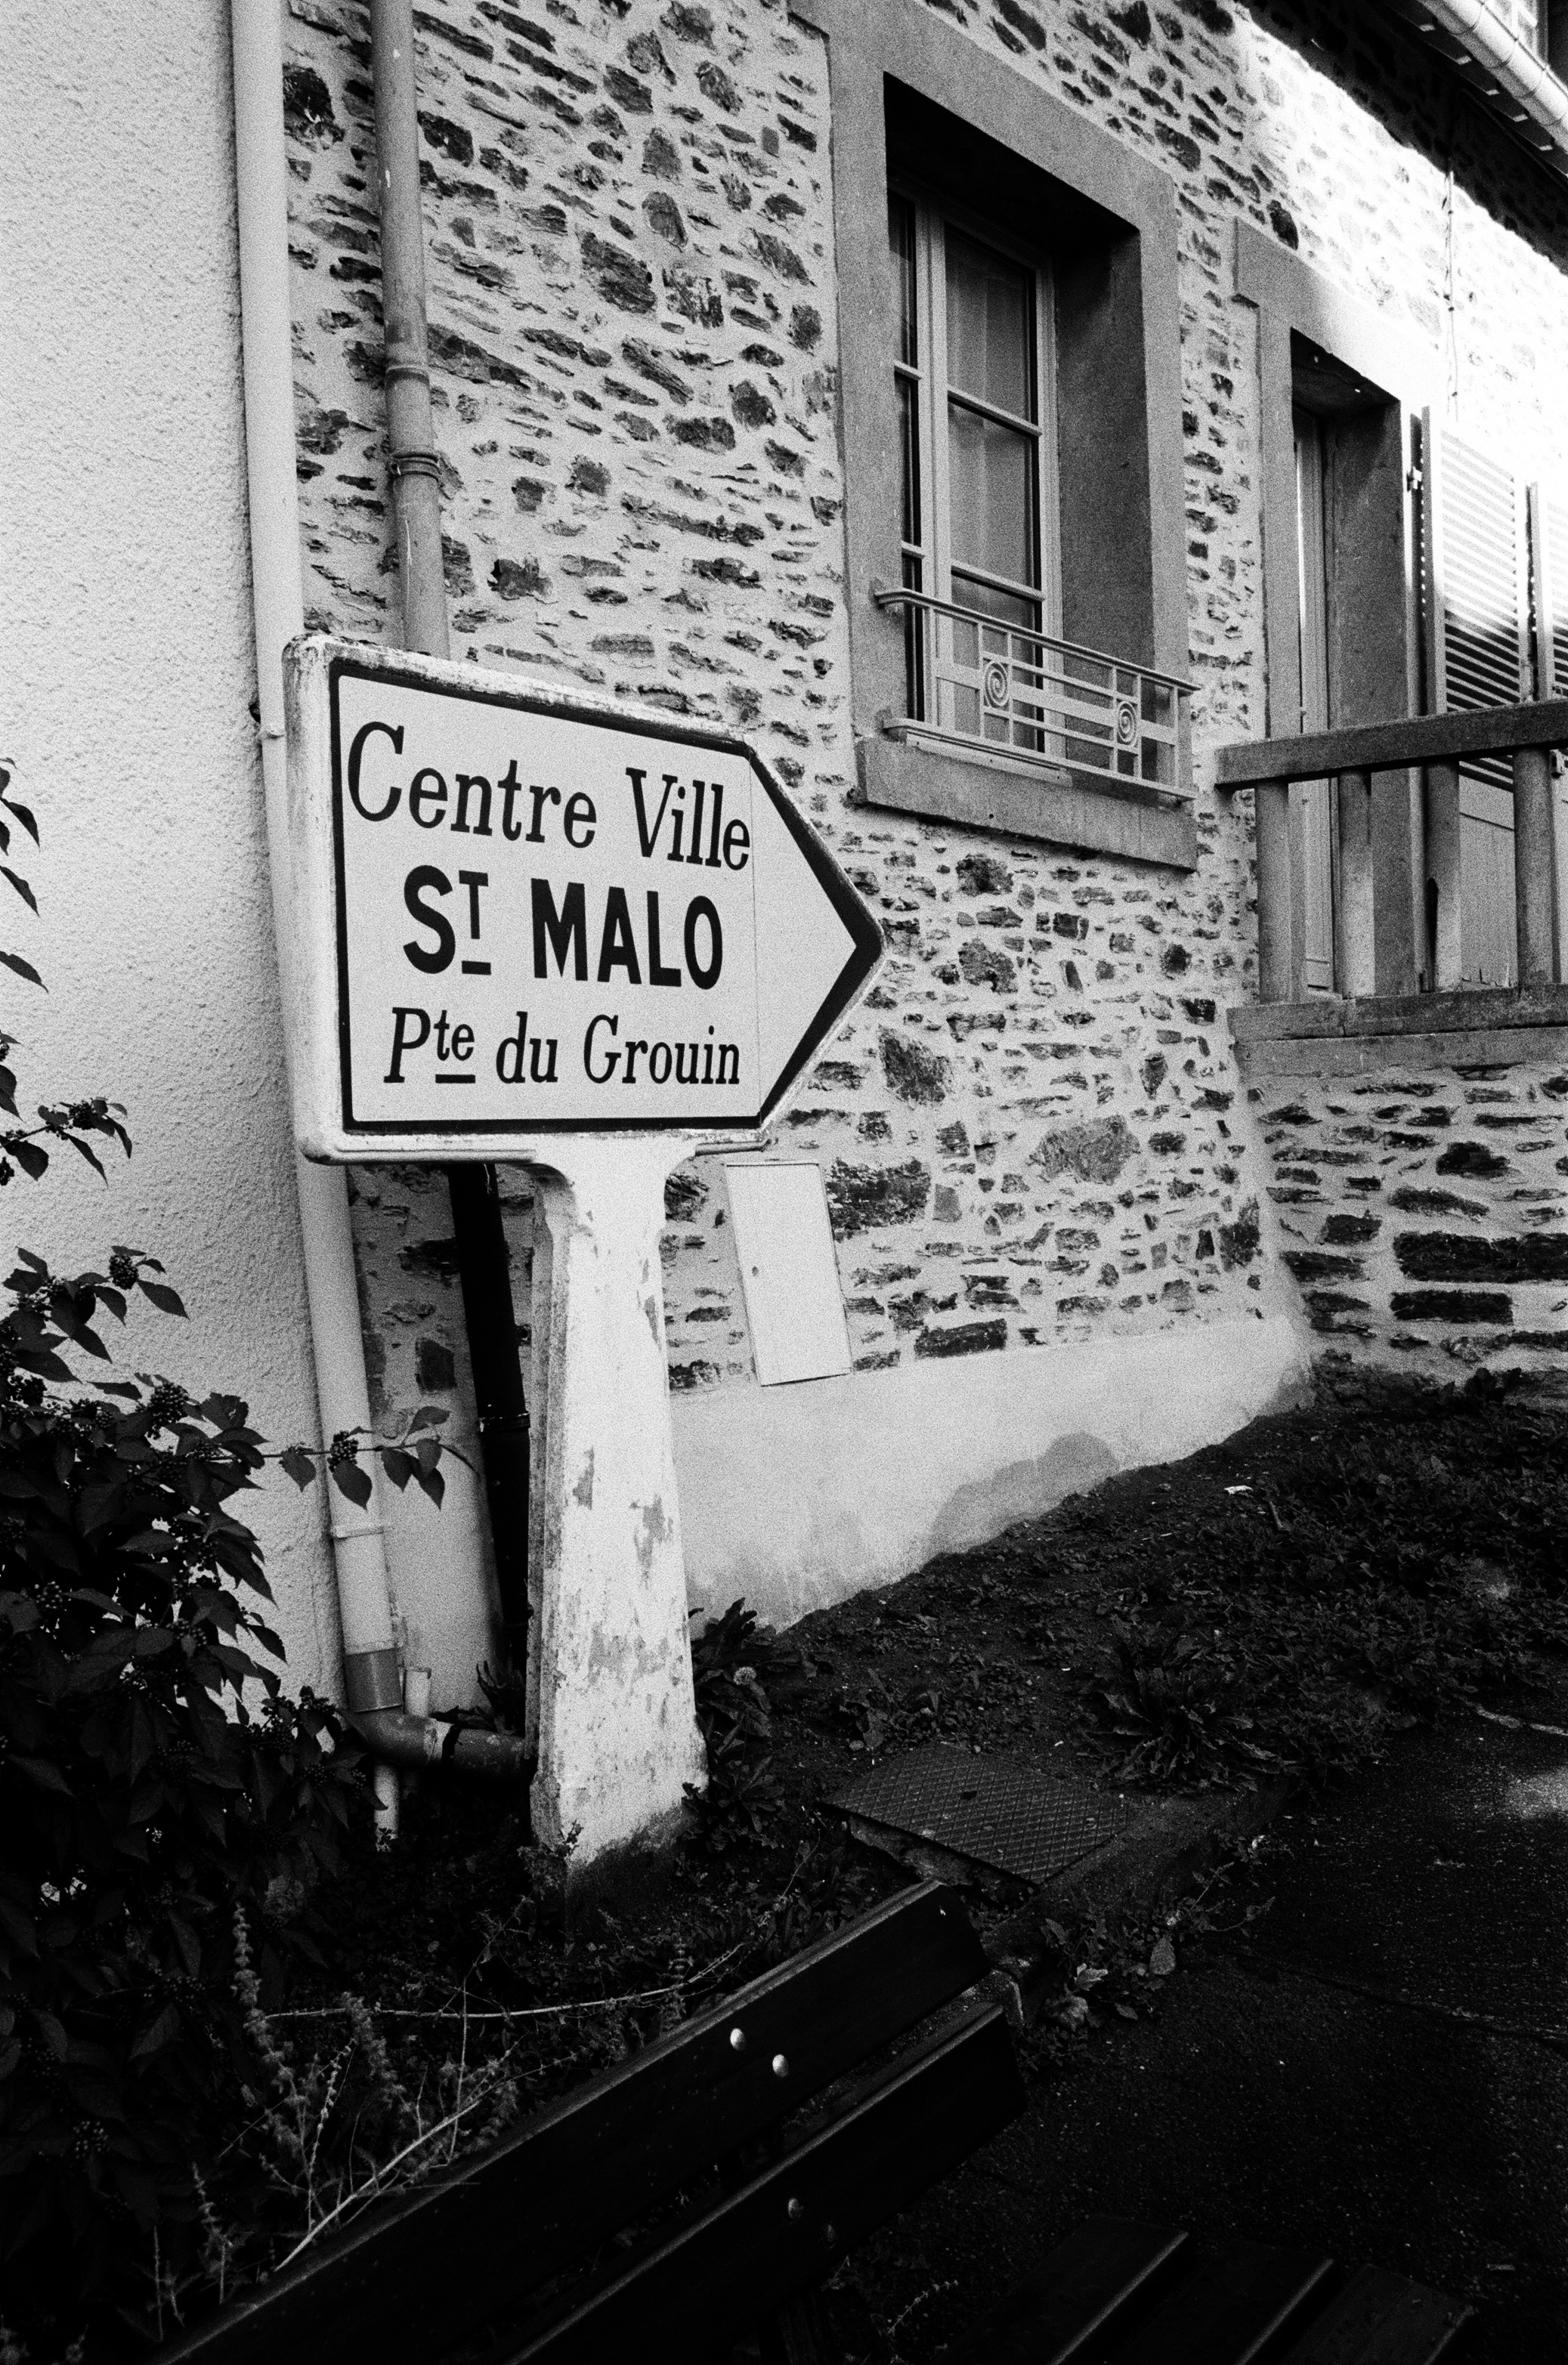 Centre Ville
ST MALO
Pte du Grouin